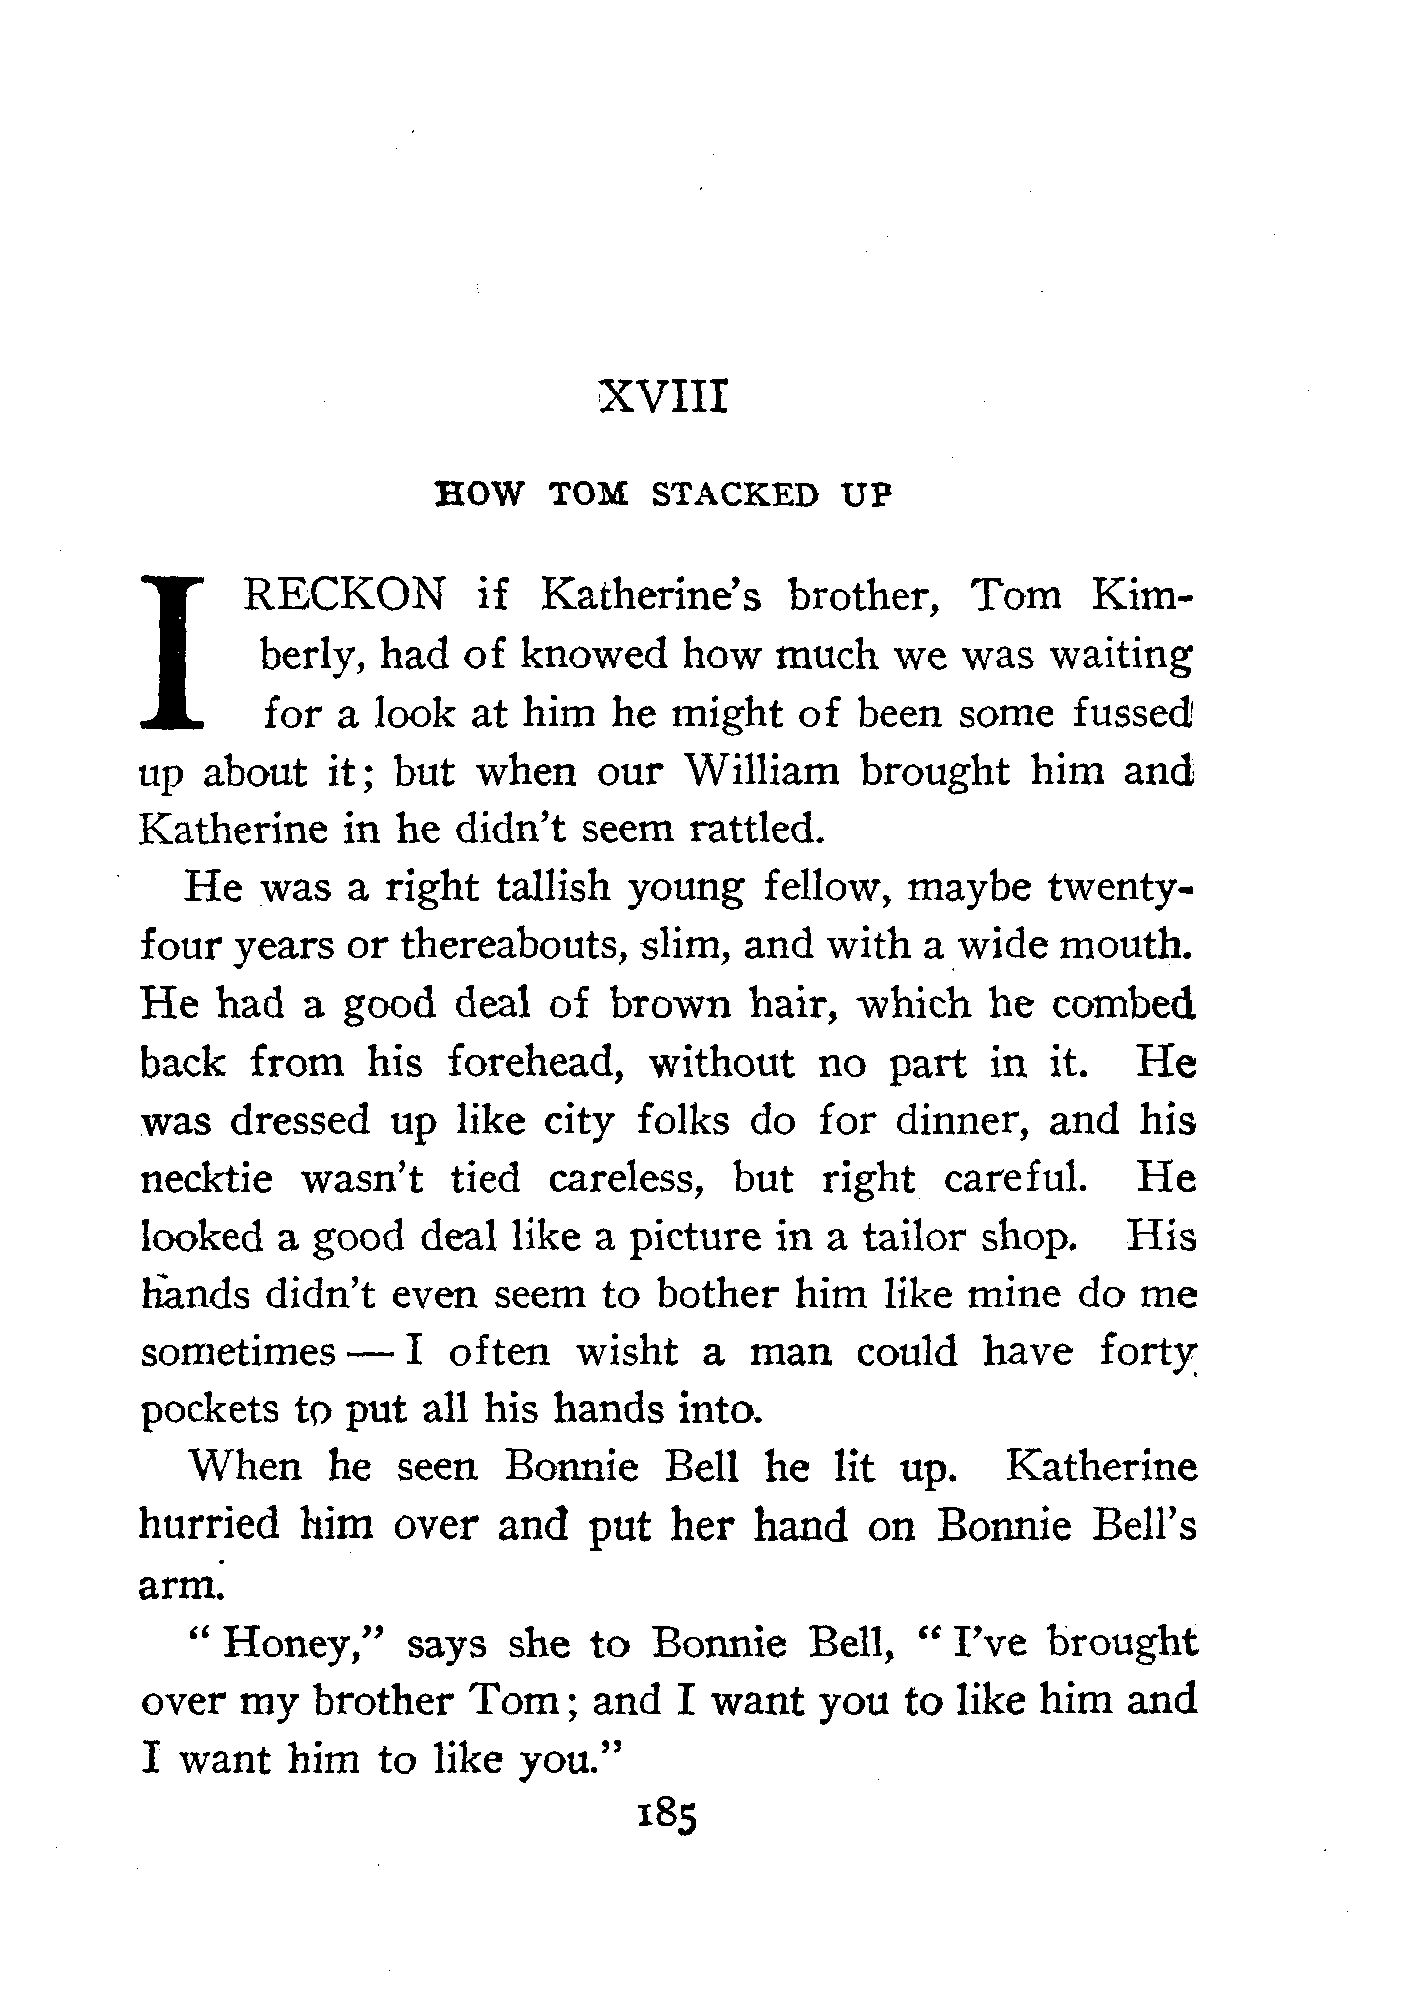 XVIII
HOW TOM STACKED UP
I RECKON if Katherine's brother, Tom Kim-
berly, had of knowed how much we was waiting
for a look at him he might of been some fussed
up about it; but when our William brought him and
Katherine in he didn't seem rattled.
He was a right tallish young fellow, maybe twenty-
four years or thereabouts, slim, and with a wide mouth.
He had a good deal of brown hair, which he combed
back from his forehead, without no part in it. He
was dressed up like city folks do for dinner, and his
necktie wasn't tied careless, but right careful. He
looked a good deal like a picture in a tailor shop. His
hands didn't even seem to bother him like mine do me
sometimes — I often wisht a man could have forty
pockets to put all his hands into.
When he seen Bonnie Bell he lit up. Katherine
hurried him over and put her hand on Bonnie Bell's
arm.
" Honey," says she to Bonnie Bell, " I've brought
over my brother Tom; and I want you to like him and
I want him to like you."
185